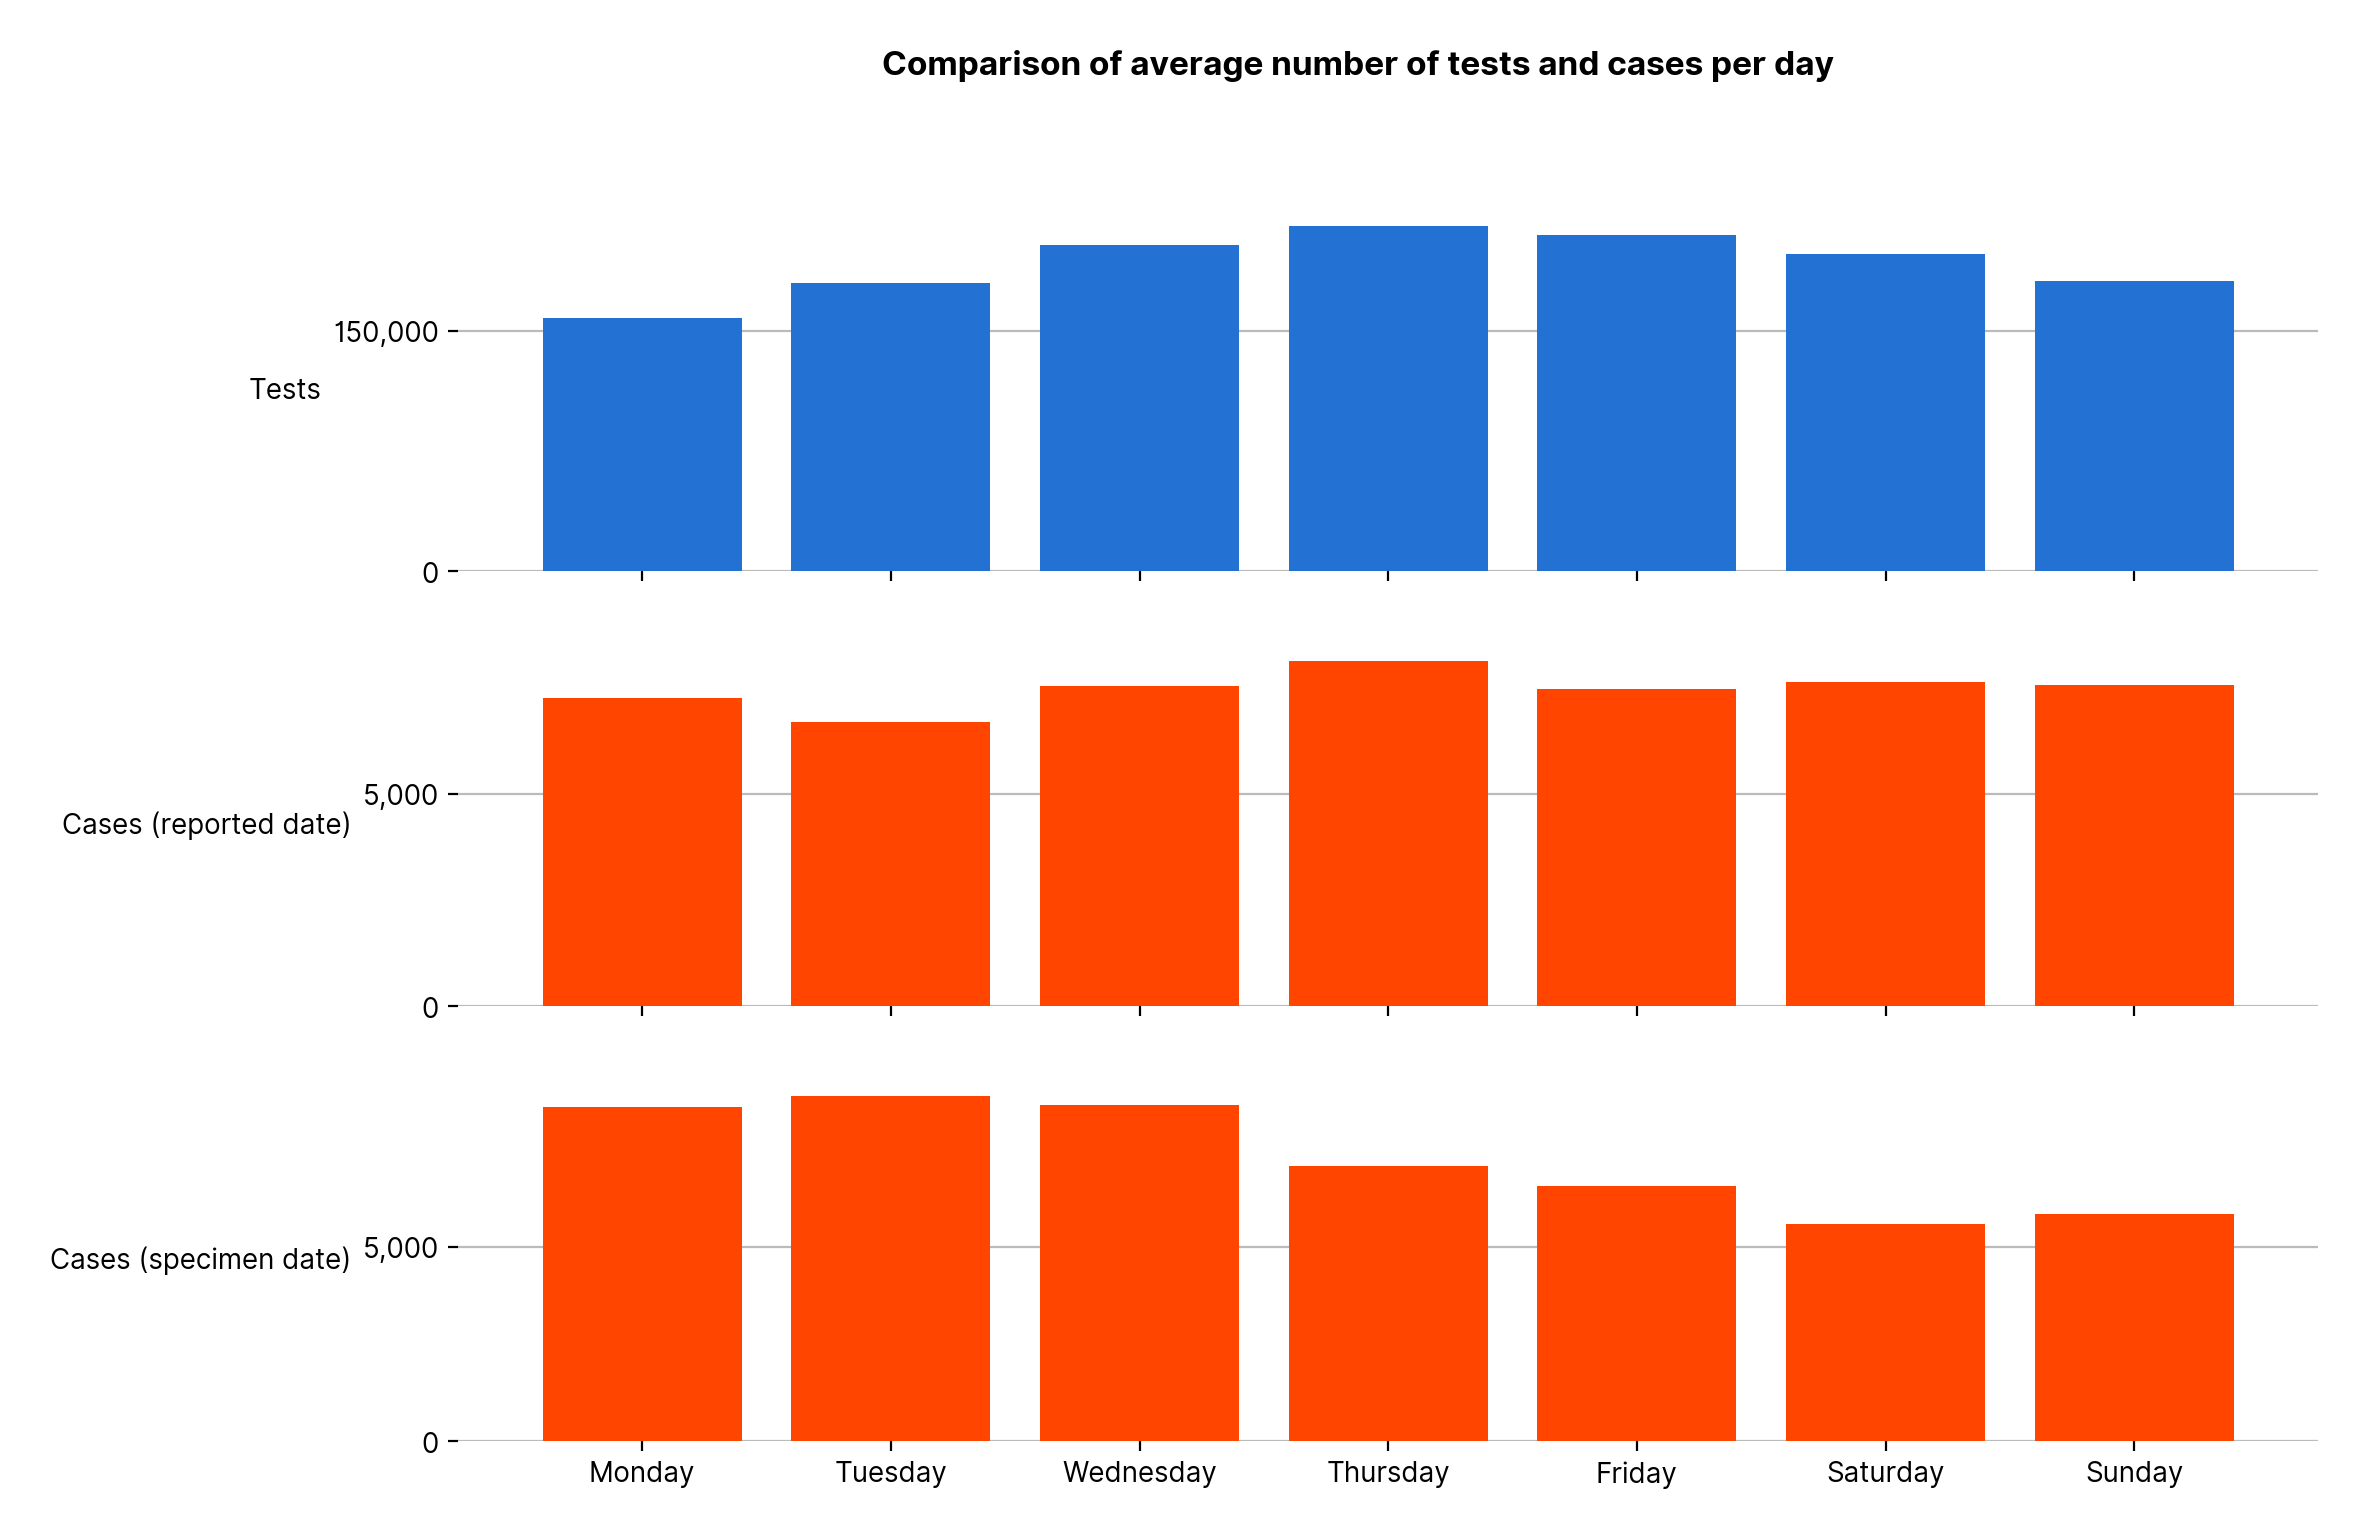 Comparison of average number of tests and cases per day
150,000
Tests
0
5,000
Cases (reported date)
0
5,000
Cases (specimen date)
0
Monday Tuesday Wednesday Thursday Friday Saturday Sunday